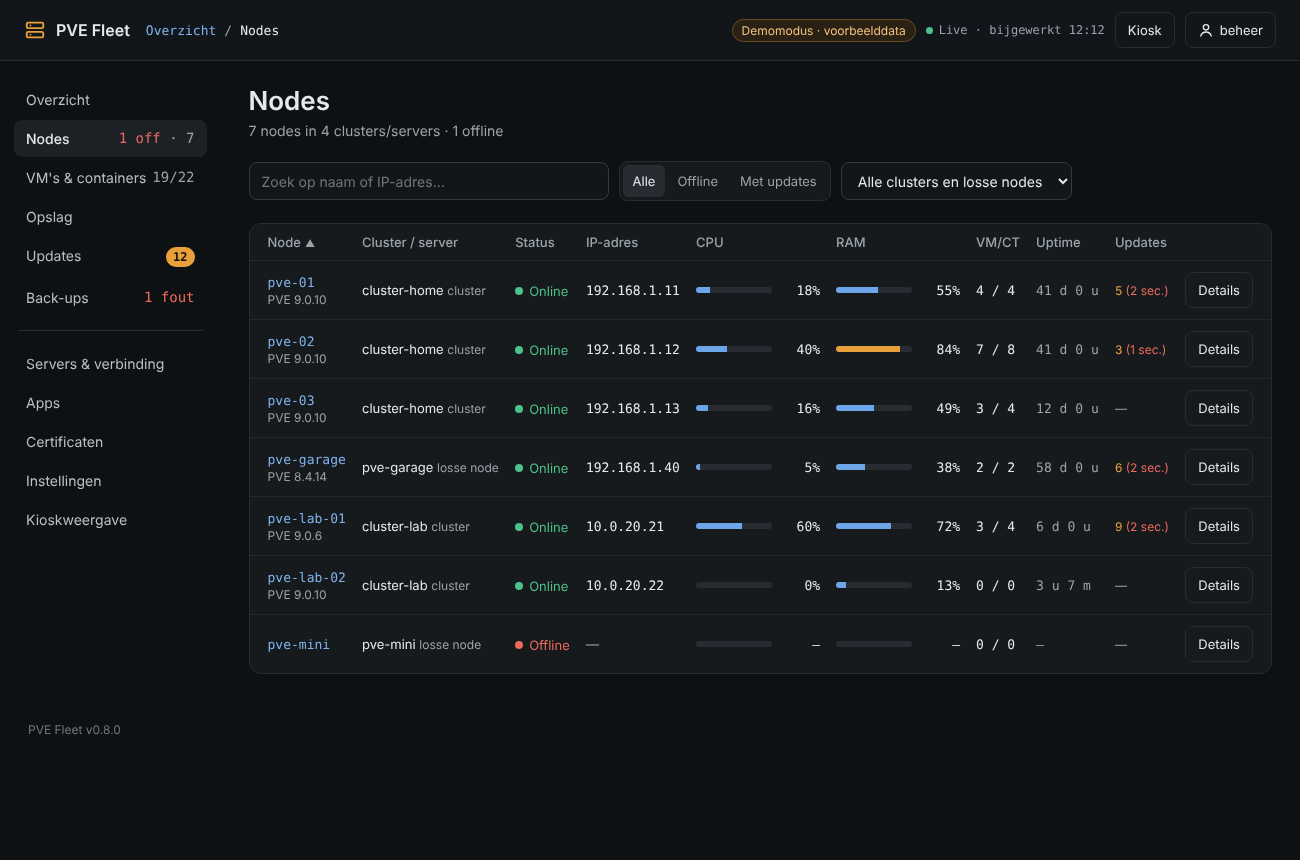 PVE Fleet Overzicht / Nodes Demomodus · voorbeelddata Live · bijgewerkt 12:12 Kiosk beheer
Overzicht
Nodes 1 off · 7
VM's & containers 19/22
Opslag
Updates 12
Back-ups 1 fout
Servers & verbinding
Apps
Certificaten
Instellingen
Kioskweergave
PVE Fleet v0.8.0
Nodes
7 nodes in 4 clusters/servers · 1 offline
Zoek op naam of IP-adres... Alle Offline Met updates Alle clusters en losse nodes
Node ▲ Cluster / server Status IP-adres CPU RAM VM/CT Uptime Updates
pve-01 cluster-home cluster Online 192.168.1.11 18% 55% 4 / 4 41 d 0 u 5 (2 sec.) Details
PVE 9.0.10
pve-02 cluster-home cluster Online 192.168.1.12 40% 84% 7 / 8 41 d 0 u 3 (1 sec.) Details
PVE 9.0.10
pve-03 cluster-home cluster Online 192.168.1.13 16% 49% 3 / 4 12 d 0 u — Details
PVE 9.0.10
pve-garage pve-garage losse node Online 192.168.1.40 5% 38% 2 / 2 58 d 0 u 6 (2 sec.) Details
PVE 8.4.14
pve-lab-01 cluster-lab cluster Online 10.0.20.21 60% 72% 3 / 4 6 d 0 u 9 (2 sec.) Details
PVE 9.0.6
pve-lab-02 cluster-lab cluster Online 10.0.20.22 0% 13% 0 / 0 3 u 7 m — Details
PVE 9.0.10
pve-mini pve-mini losse node Offline — – – 0 / 0 – — Details